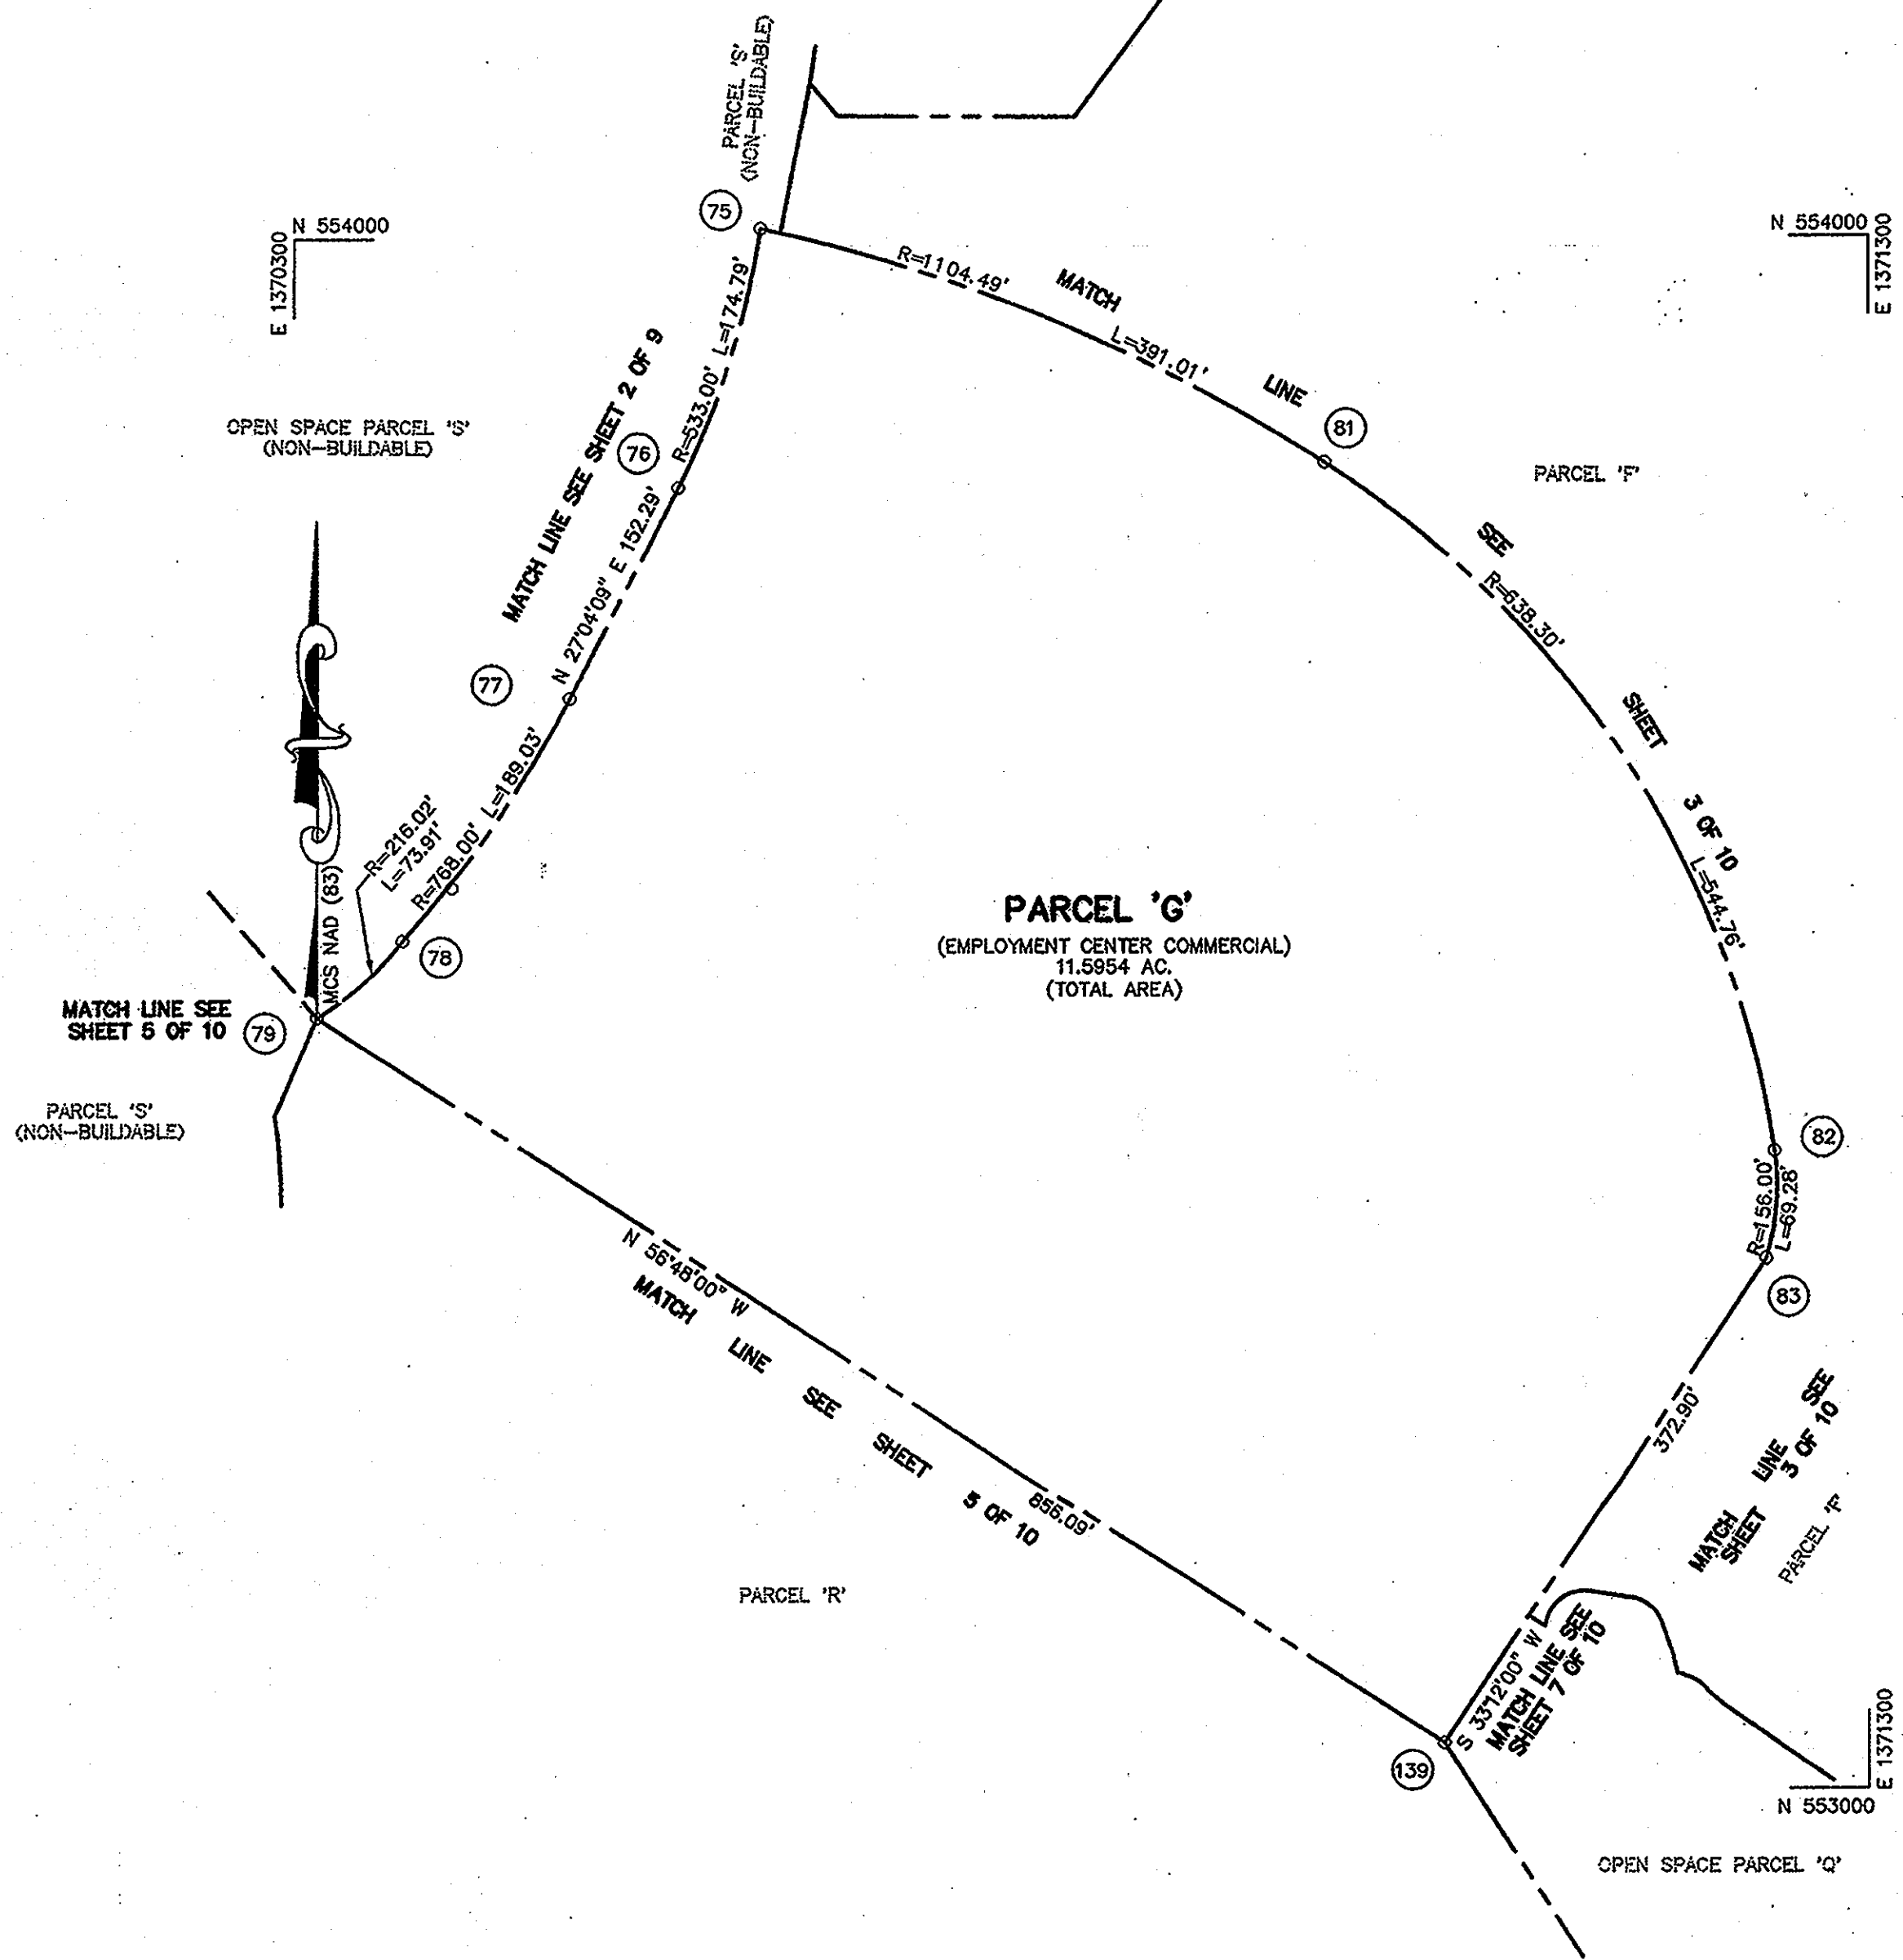 PARCEL 'S'
(NON-BUILDABLE)
75
N 554000
E 1370300
N 554000
E 1371300
R=1104.49'
MATCH
L=391.01'
LINE
81
R=533.00' L=174.79'
MATCH LINE SEE SHEET 2 OF 9
76
OPEN SPACE PARCEL 'S'
(NON-BUILDABLE)
PARCEL 'F'
SEE
R=638.30'
N 27°04'09" E 152.29'
77
SHEET
3 OF 10
L=544.76'
R=768.00' L=189.03'
R=216.02'
L=73.91'
MCS NAD (83)
78
PARCEL 'G'
(EMPLOYMENT CENTER COMMERCIAL)
11.5954 AC.
(TOTAL AREA)
MATCH LINE SEE
SHEET 5 OF 10
79
PARCEL 'S'
(NON-BUILDABLE)
82
R=156.00'
L=69.28'
83
N 56°48'00" W
856.09'
MATCH LINE SEE SHEET 5 OF 10
372.90'
S 33°12'00" W
MATCH LINE SEE
SHEET 3 OF 10
PARCEL 'F'
PARCEL 'R'
MATCH LINE SEE
SHEET 7 OF 10
139
E 1371300
N 553000
OPEN SPACE PARCEL 'Q'